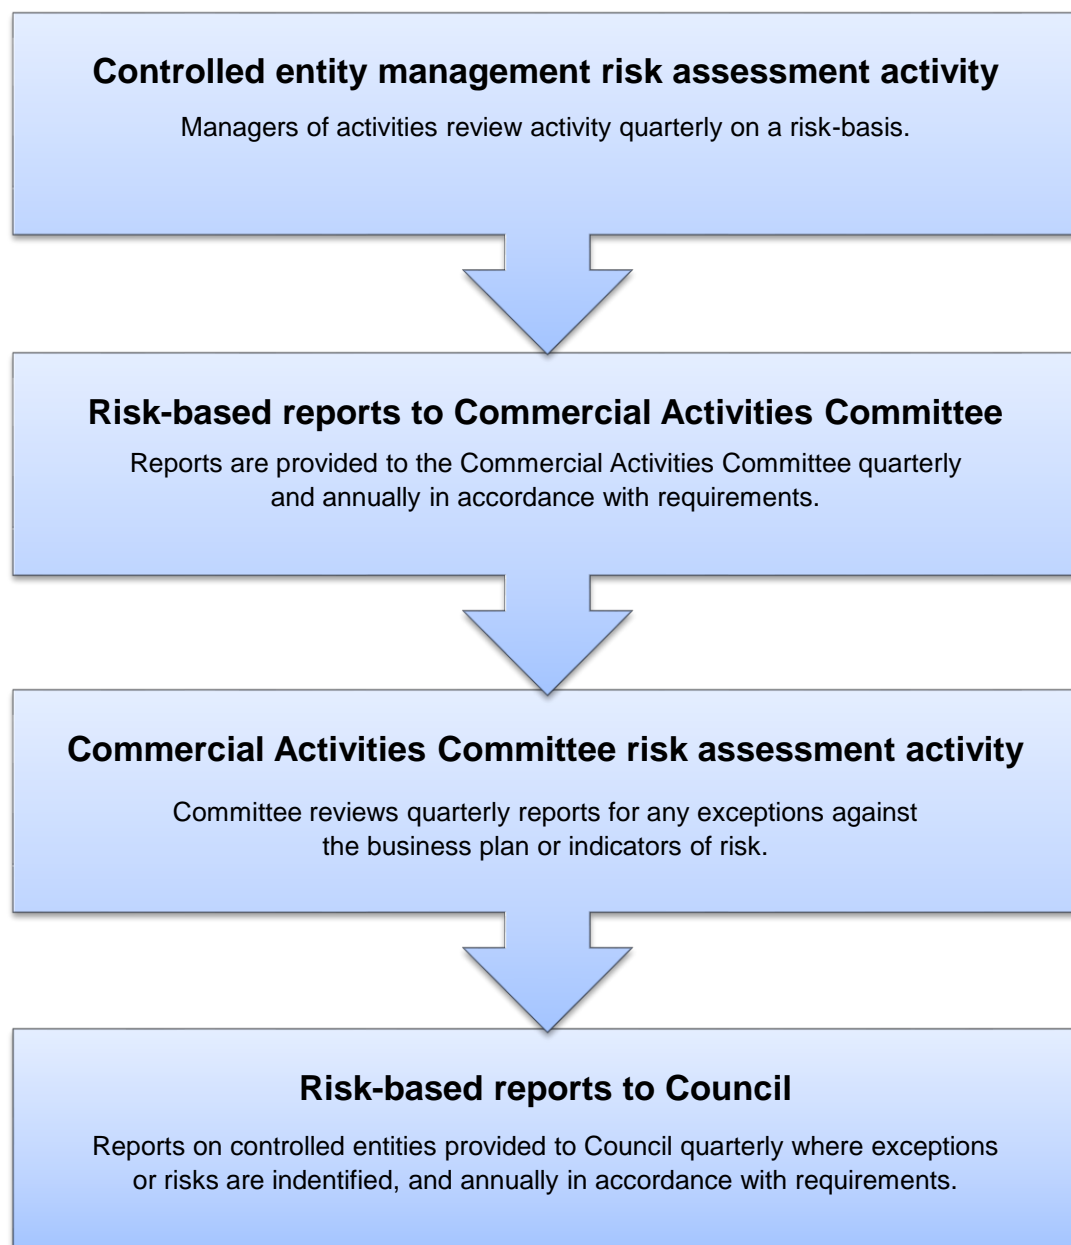 Controlled entity management risk assessment activity
Managers of activities review activity quarterly on a risk-basis.
Risk-based reports to Commercial Activities Committee
Reports are provided to the Commercial Activities Committee quarterly
and annually in accordance with requirements.
Commercial Activities Committee risk assessment activity
Committee reviews quarterly reports for any exceptions against
the business plan or indicators of risk.
Risk-based reports to Council
Reports on controlled entities provided to Council quarterly where exceptions
or risks are indentified, and annually in accordance with requirements.